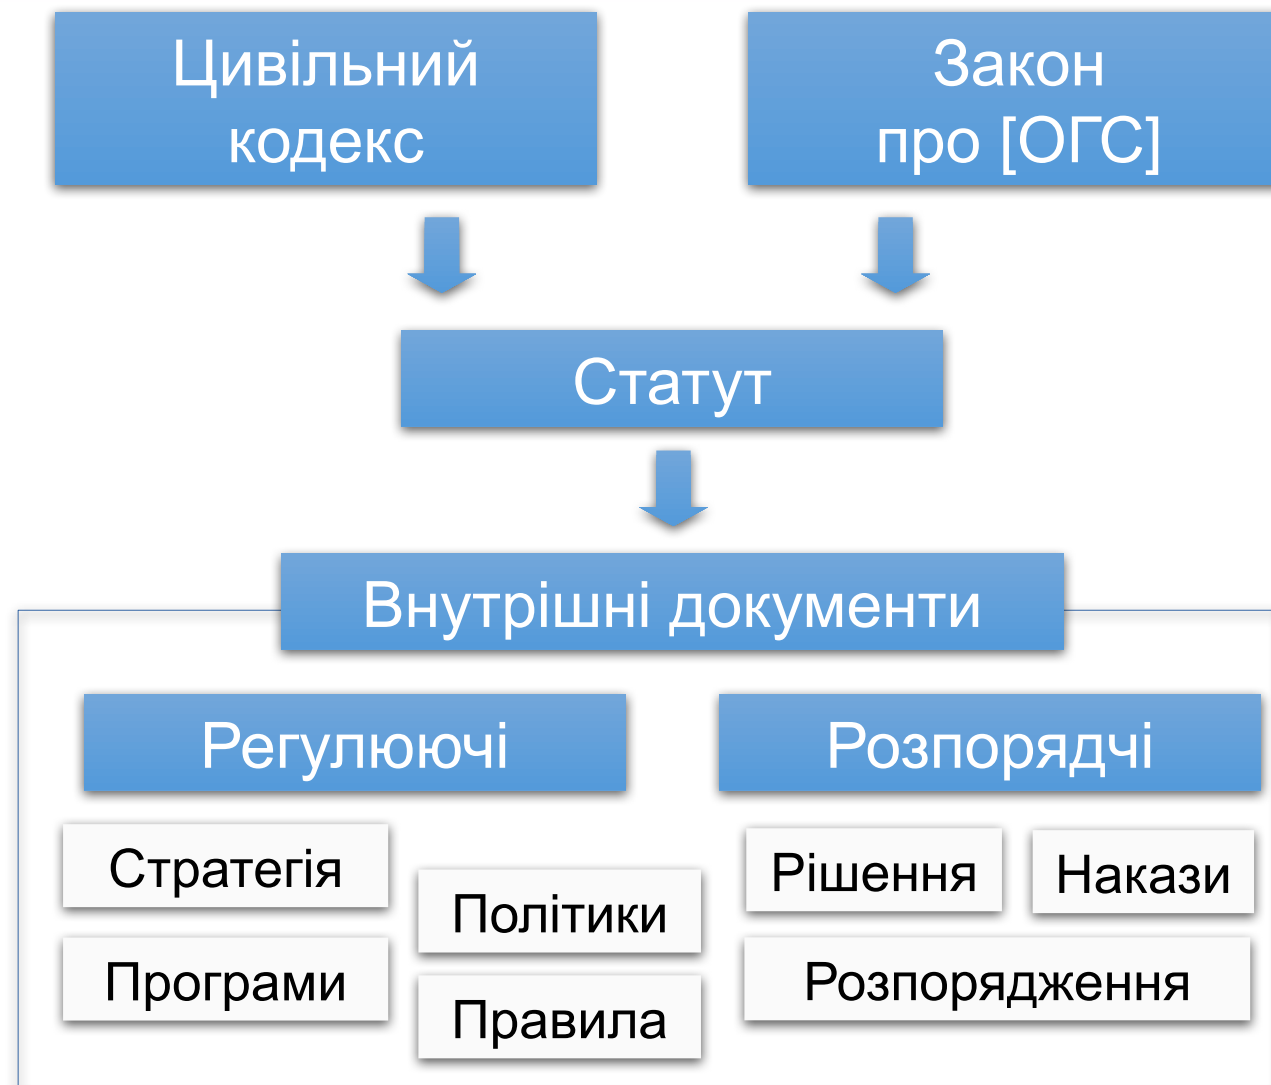 Цивільний
кодекс
Закон
про [ОГС]
Статут
Внутрішні документи
Регулюючі
Розпорядчі
Стратегія
Політики
Програми
Правила
Рішення
Накази
Розпорядження